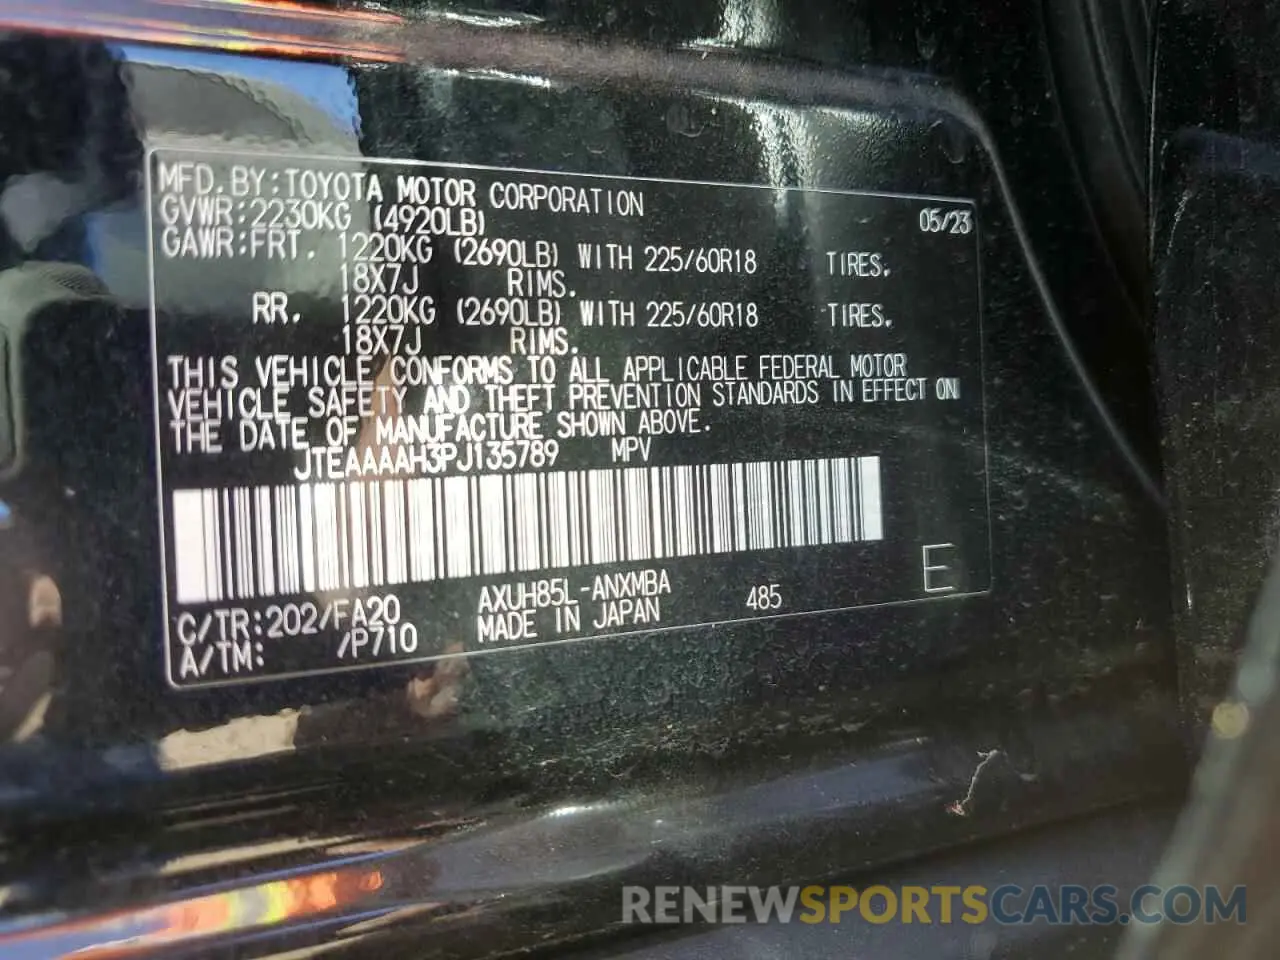 MFD.BY:TOYOTA MOTOR CORPORATION 05/23
GVWR:2230KG (4920LB)
GAWR:FRT. 1220KG (2690LB) WITH 225/60R18 TIRES.
18X7J RIMS.
RR. 1220KG (2690LB) WITH 225/60R18 TIRES.
18X7J RIMS.
THIS VEHICLE CONFORMS TO ALL APPLICABLE FEDERAL MOTOR
VEHICLE SAFETY AND THEFT PREVENTION STANDARDS IN EFFECT ON
THE DATE OF MANUFACTURE SHOWN ABOVE.
JTEAAAAH3PJ135789 MPV
C/TR:202/FA20 AXUH85L-ANXMBA 485 E
A/TM: /P710 MADE IN JAPAN
RENEWSPORTSCARS.COM